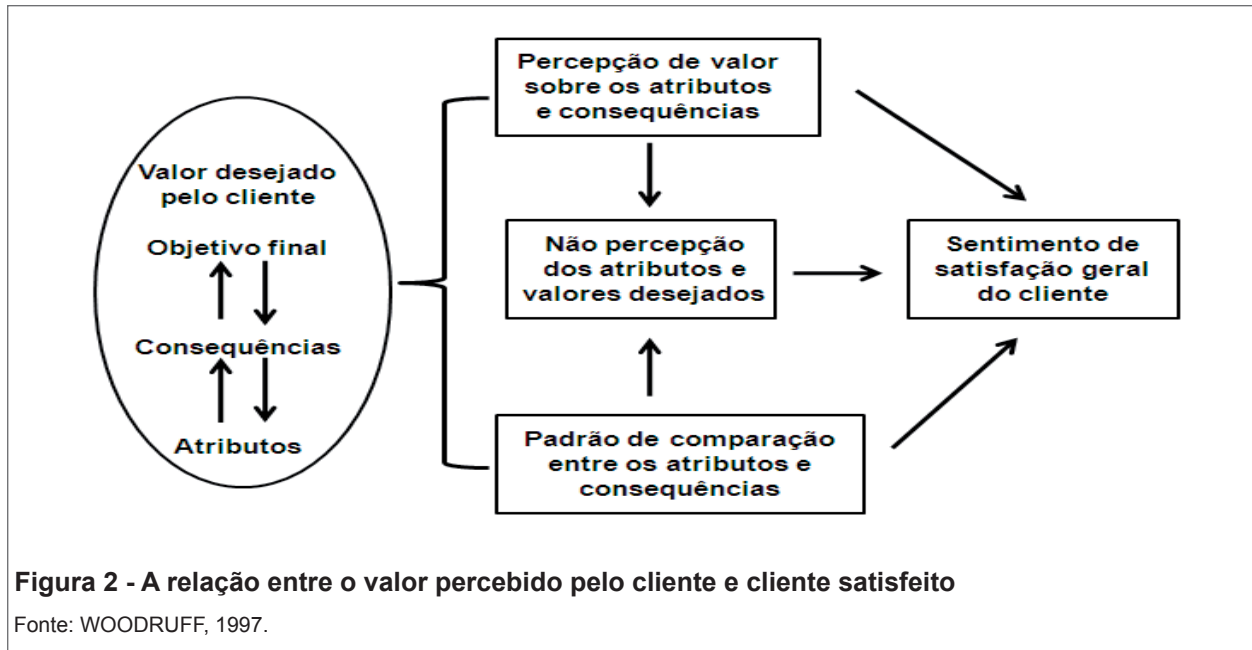 Valor desejado
pelo cliente
Objetivo final
Consequências
Atributos
Percepção de valor
sobre os atributos
e consequências
Não percepção
dos atributos e
valores desejados
Padrão de comparação
entre os atributos e
consequências
Sentimento de
satisfação geral
do cliente
Figura 2 - A relação entre o valor percebido pelo cliente e cliente satisfeito
Fonte: WOODRUFF, 1997.